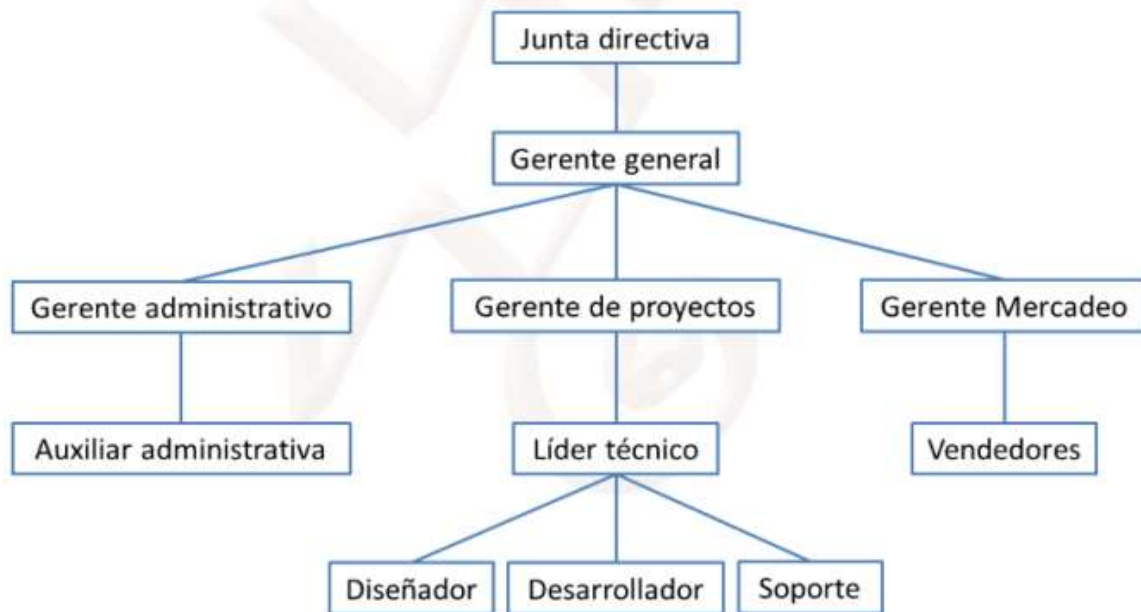 Junta directiva
Gerente general
Gerente administrativo
Gerente de proyectos
Gerente Mercadeo
Auxiliar administrativa
Líder técnico
Vendedores
Diseñador
Desarrollador
Soporte